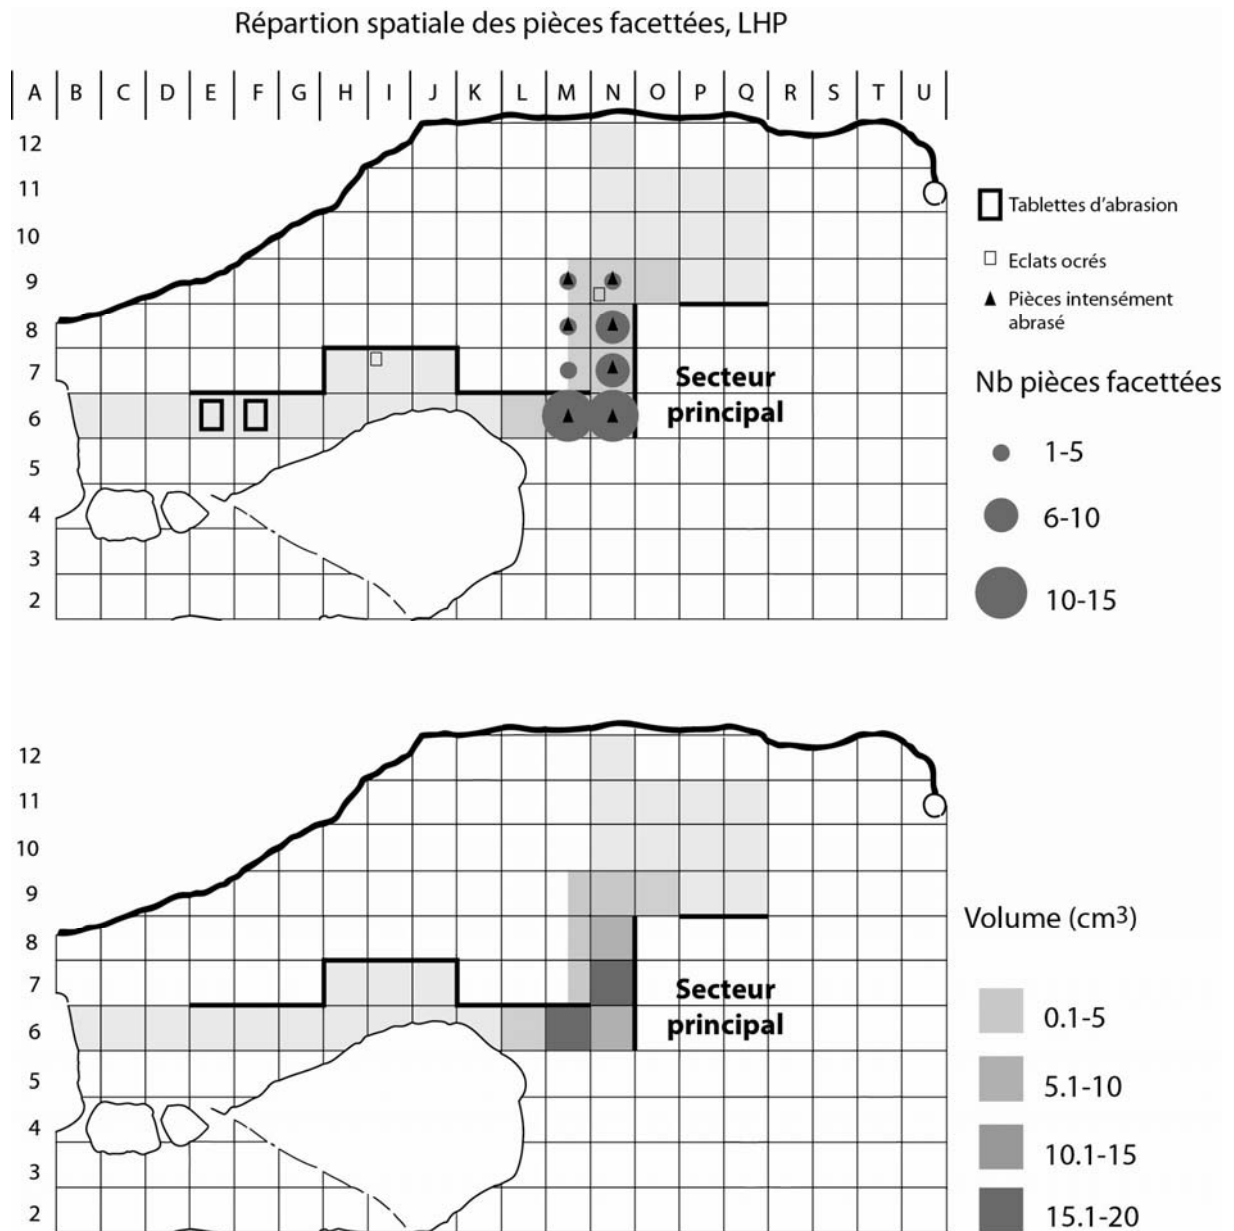 Répartion spatiale des pièces facettées, LHP
A B C D E F G H I J K L M N O P Q R S T U
12
11
10
9
8
7
6
5
4
3
2
Secteur
principal
Tablettes d'abrasion
Eclats ocrés
Pièces intensément
abrasé
Nb pièces facettées
1-5
6-10
10-15
12
11
10
9
8
7
6
5
4
3
2
Secteur
principal
Volume (cm3)
0.1-5
5.1-10
10.1-15
15.1-20